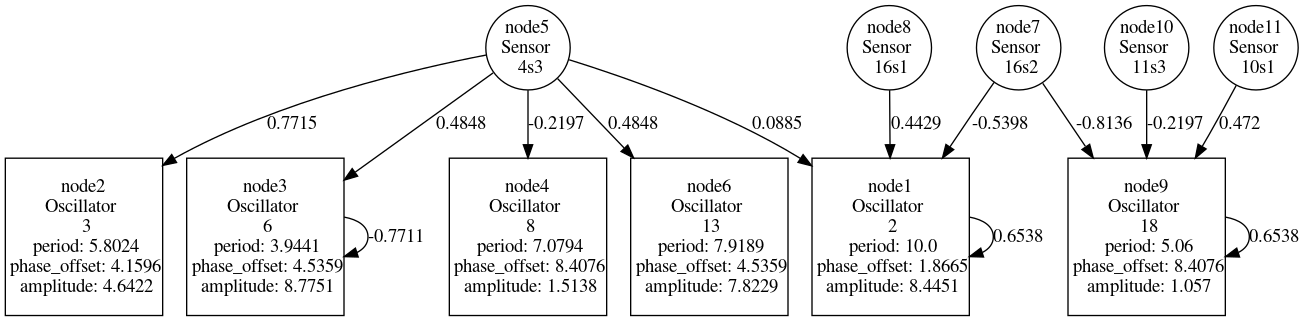 node5
Sensor
4s3
node8
Sensor
16s1
node7
Sensor
16s2
node10
Sensor
11s3
node11
Sensor
10s1
0.7715
0.4848
-0.2197
0.4848
0.0885
0.4429
-0.5398
-0.8136
-0.2197
0.472
node2
Oscillator
3
period: 5.8024
phase_offset: 4.1596
amplitude: 4.6422
node3
Oscillator
6
period: 3.9441
phase_offset: 4.5359
amplitude: 8.7751
-0.7711
node4
Oscillator
8
period: 7.0794
phase_offset: 8.4076
amplitude: 1.5138
node6
Oscillator
13
period: 7.9189
phase_offset: 4.5359
amplitude: 7.8229
node1
Oscillator
2
period: 10.0
phase_offset: 1.8665
amplitude: 8.4451
0.6538
node9
Oscillator
18
period: 5.06
phase_offset: 8.4076
amplitude: 1.057
0.6538